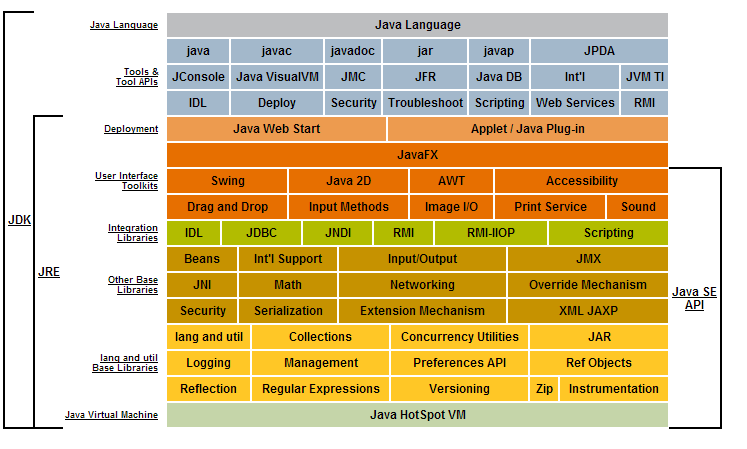 Java Language Java Language
java javac javadoc jar javap JPDA
Tools &
Tool APIs
JConsole Java VisualVM JMC JFR Java DB Int'l JVM TI
IDL Deploy Security Troubleshoot Scripting Web Services RMI
Deployment Java Web Start Applet / Java Plug-in
JavaFX
User Interface
Toolkits
Swing Java 2D AWT Accessibility
Drag and Drop Input Methods Image I/O Print Service Sound
Integration
Libraries
IDL JDBC JNDI RMI RMI-IIOP Scripting
JDK
JRE
Beans Int'l Support Input/Output JMX
Other Base
Libraries
JNI Math Networking Override Mechanism
Security Serialization Extension Mechanism XML JAXP
Java SE
API
lang and util Collections Concurrency Utilities JAR
lang and util
Base Libraries
Logging Management Preferences API Ref Objects
Reflection Regular Expressions Versioning Zip Instrumentation
Java Virtual Machine Java HotSpot VM